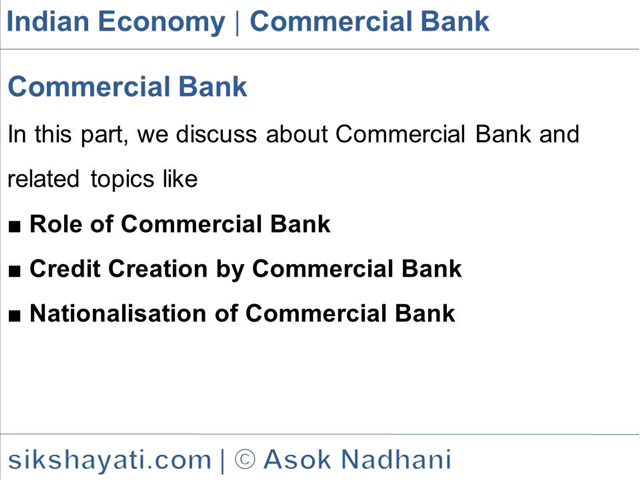 Indian Economy | Commercial Bank
Commercial Bank
In this part, we discuss about Commercial Bank and
related topics like
■ Role of Commercial Bank
■ Credit Creation by Commercial Bank
■ Nationalisation of Commercial Bank
sikshayati.com | © Asok Nadhani